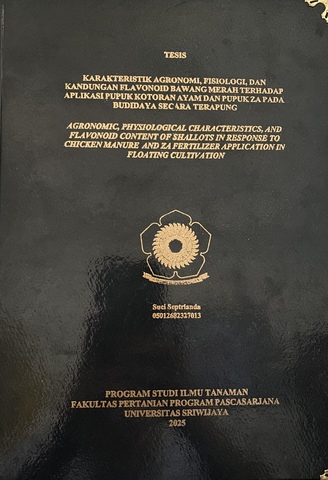 TESIS
KARAKTERISTIK AGRONOMI, FISIOLOGI, DAN
KANDUNGAN FLAVONOID BAWANG MERAH TERHADAP
APLIKASI PUPUK KOTORAN AYAM DAN PUPUK ZA PADA
BUDIDAYA SECARA TERAPUNG
AGRONOMIC, PHYSIOLOGICAL CHARACTERISTICS, AND
FLAVONOID CONTENT OF SHALLOTS IN RESPONSE TO
CHICKEN MANURE AND ZA FERTILIZER APPLICATION IN
FLOATING CULTIVATION
Suci Septrianda
05012682327013
PROGRAM STUDI ILMU TANAMAN
FAKULTAS PERTANIAN PROGRAM PASCASARJANA
UNIVERSITAS SRIWIJAYA
2025